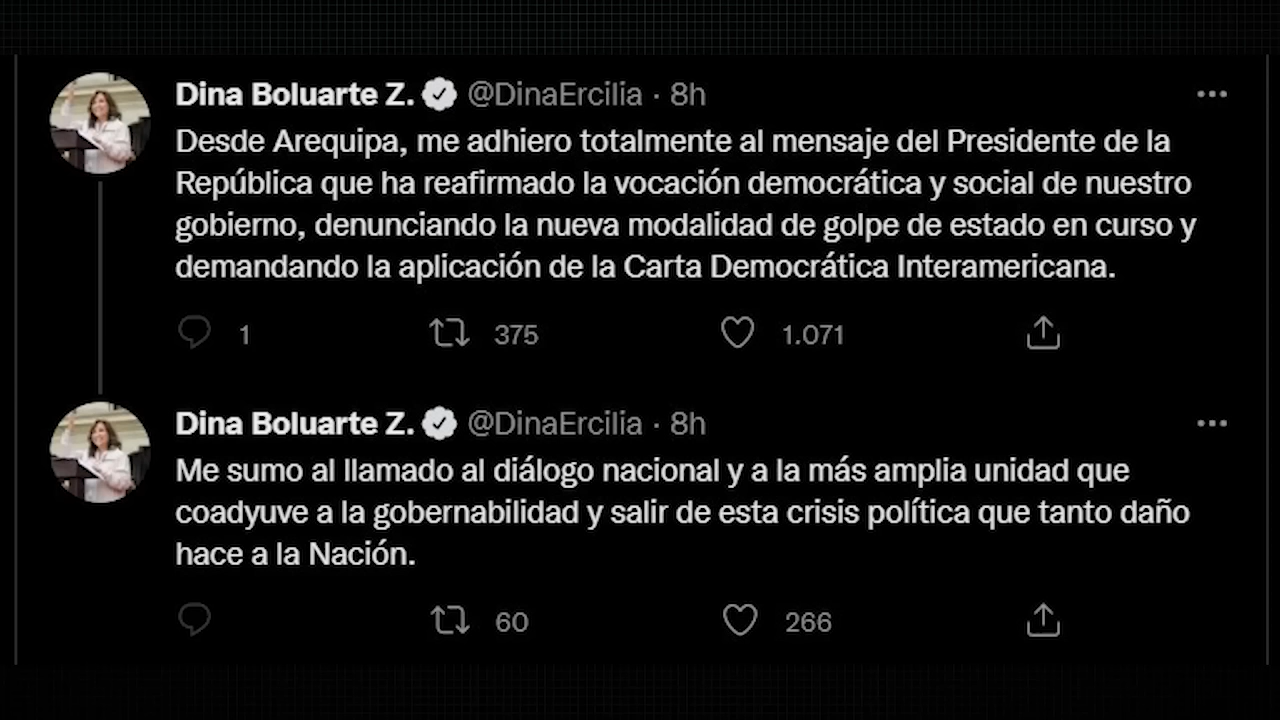 Dina Boluarte Z. @DinaErcilia · 8h
Desde Arequipa, me adhiero totalmente al mensaje del Presidente de la
República que ha reafirmado la vocación democrática y social de nuestro
gobierno, denunciando la nueva modalidad de golpe de estado en curso y
demandando la aplicación de la Carta Democrática Interamericana.
1 375 1.071
Dina Boluarte Z. @DinaErcilia · 8h
Me sumo al llamado al diálogo nacional y a la más amplia unidad que
coadyuve a la gobernabilidad y salir de esta crisis política que tanto daño
hace a la Nación.
60 266